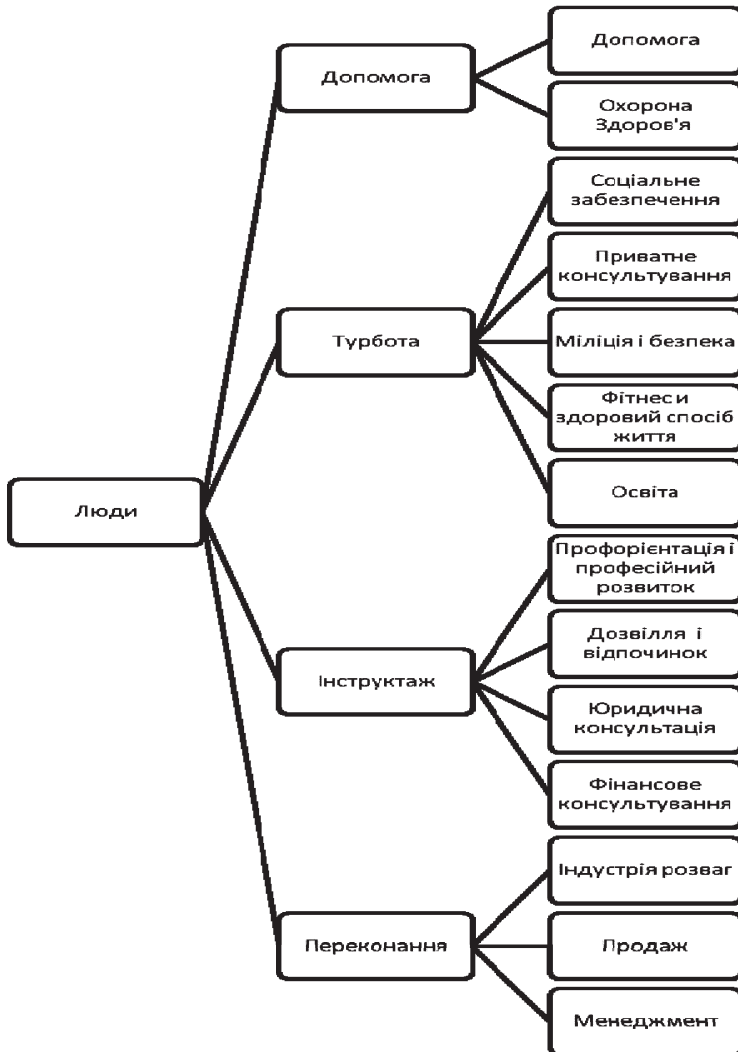 Люди
Допомога
Допомога
Охорона
Здоров'я
Турбота
Соціальне
забезпечення
Приватне
консультування
Міліція і безпека
Фітнес и
здоровий спосіб
життя
Освіта
Інструктаж
Профорієнтація і
професійний
розвиток
Дозвілля і
відпочинок
Юридична
консультація
Фінансове
консультування
Переконання
Індустрія розваг
Продаж
Менеджмент